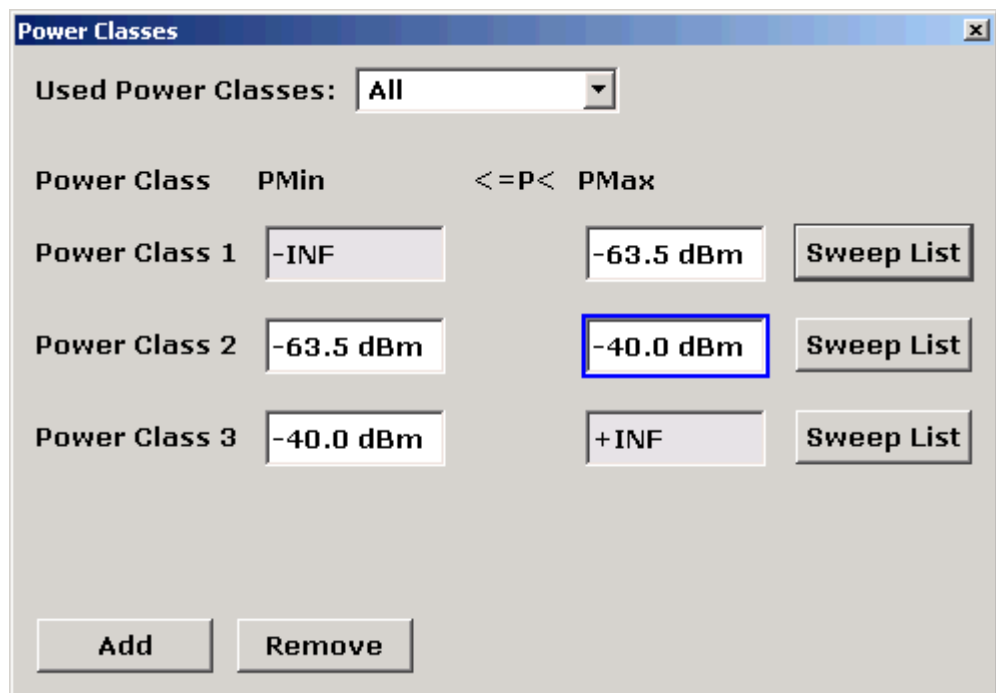 Power Classes
Used Power Classes: All
Power Class PMin <=P< PMax
Power Class 1 -INF -63.5 dBm Sweep List
Power Class 2 -63.5 dBm -40.0 dBm Sweep List
Power Class 3 -40.0 dBm +INF Sweep List
Add Remove